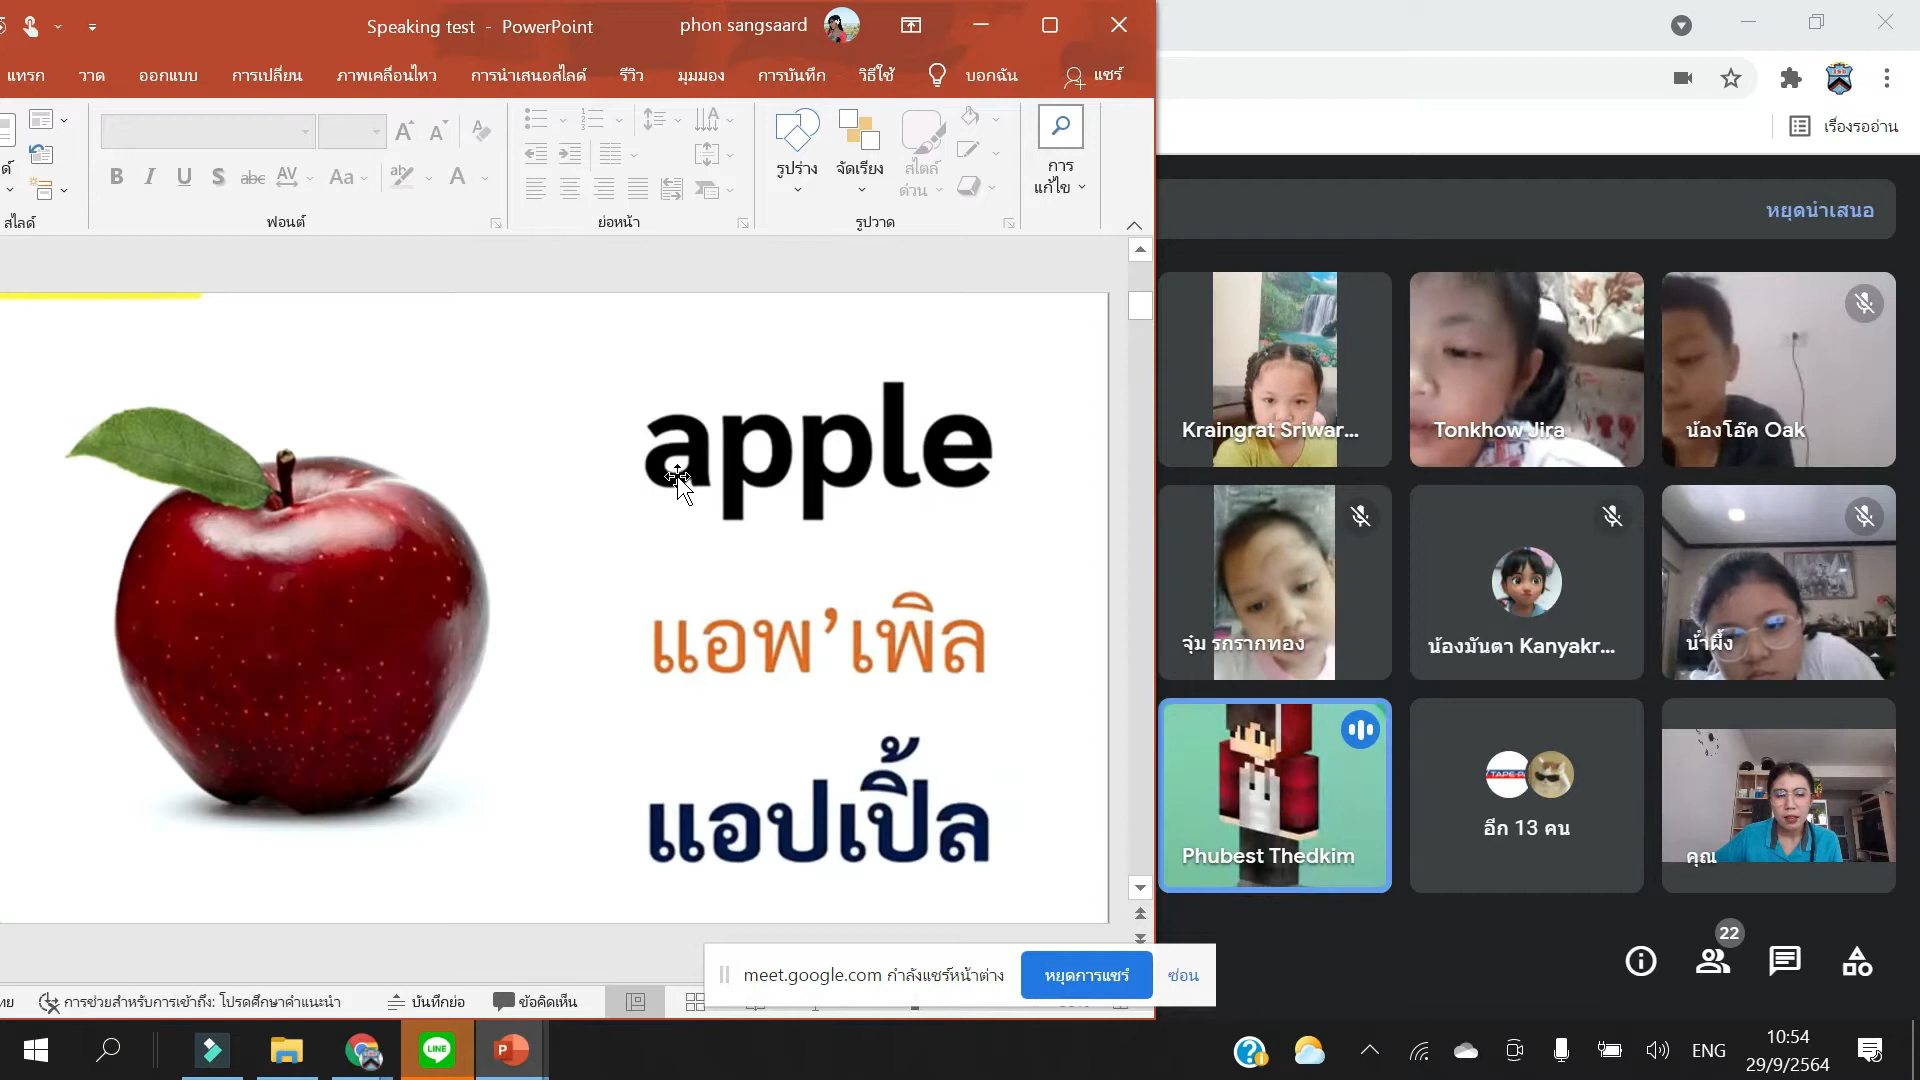 Speaking test - PowerPoint
phon sangsaard
แทรก วาด ออกแบบ การเปลี่ยน ภาพเคลื่อนไหว การนำเสนอสไลด์ รีวิว มุมมอง การบันทึก วิธีใช้ บอกฉัน แชร์
B I U S abc AV Aa A
รูปร่าง จัดเรียง สไตล์ด่วน การแก้ไข
สไลด์ ฟอนต์ ย่อหน้า รูปวาด
apple
แอพ’เพิล
แอปเปิ้ล
การช่วยสำหรับการเข้าถึง: โปรดศึกษาคำแนะนำ บันทึกย่อ ข้อคิดเห็น
meet.google.com กำลังแชร์หน้าต่าง หยุดการแชร์ ซ่อน
เรื่องรออ่าน
หยุดนำเสนอ
Kraingrat Sriwar...
Tonkhow Jira
น้องโอ๊ค Oak
จุ๋ม รกรากทอง
น้องมันตา Kanyakr...
น้ำผึ้ง
Phubest Thedkim
อีก 13 คน
คุณ
22
LINE
ENG
10:54
29/9/2564